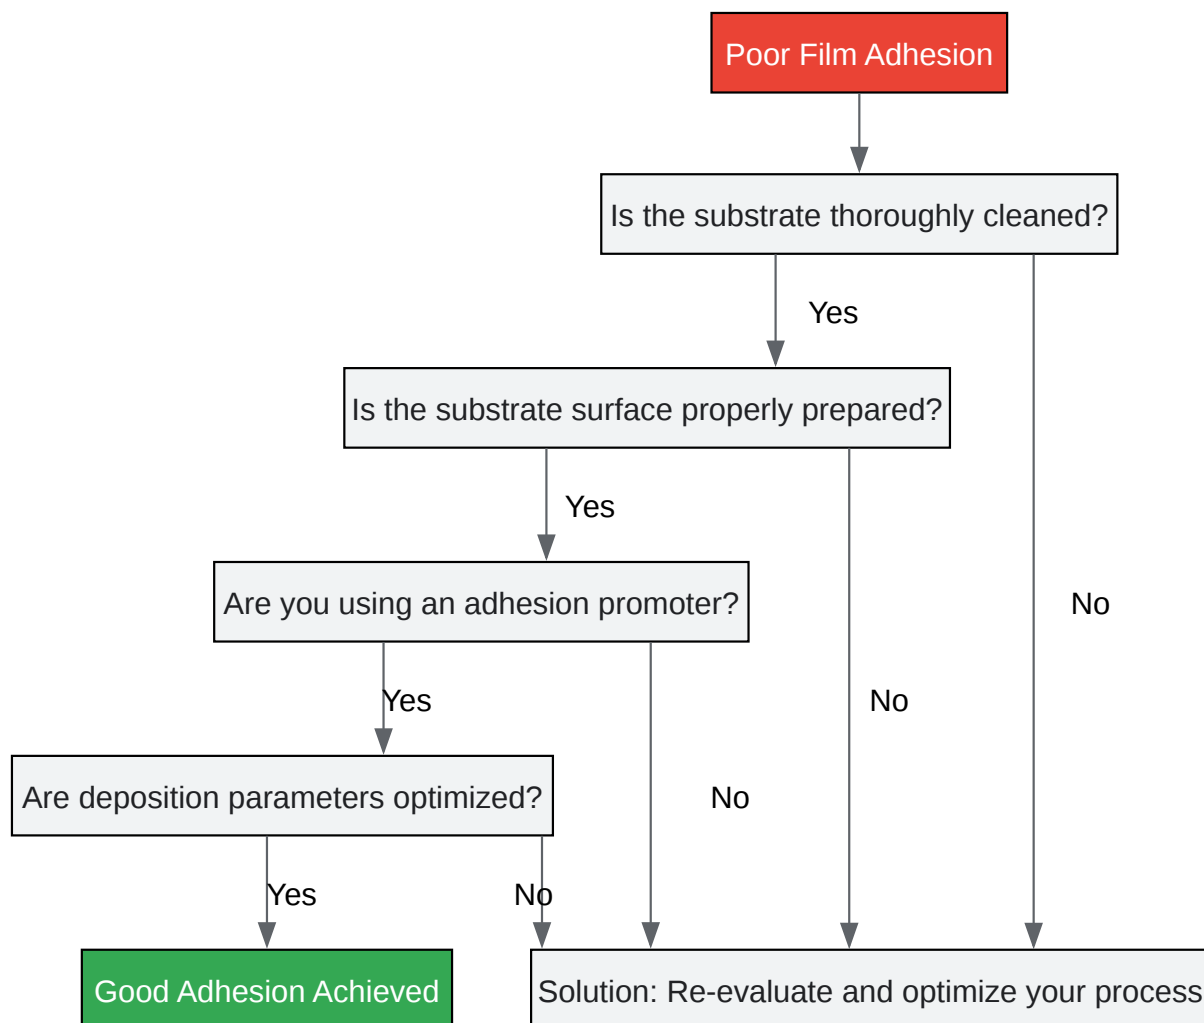 Poor Film Adhesion
Is the substrate thoroughly cleaned?
Yes
Is the substrate surface properly prepared?
Yes
Are you using an adhesion promoter?
No
Yes
No
Are deposition parameters optimized?
No
Yes
No
Good Adhesion Achieved
Solution: Re-evaluate and optimize your process